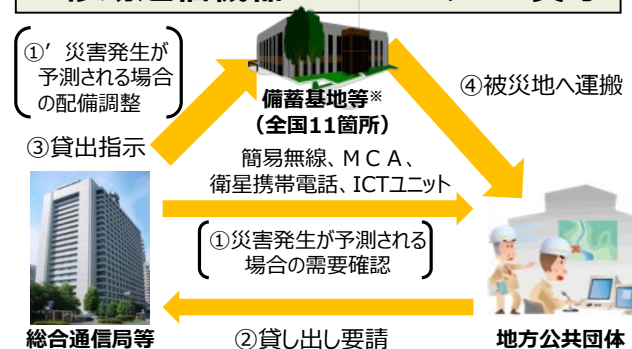 ①’災害発生が
予測される場合
の配備調整
備蓄基地等※
（全国11箇所）
④被災地へ運搬
③貸出指示
簡易無線、ＭＣＡ、
衛星携帯電話、ICTユニット
①災害発生が予測される
場合の需要確認
総合通信局等
②貸し出し要請
地方公共団体